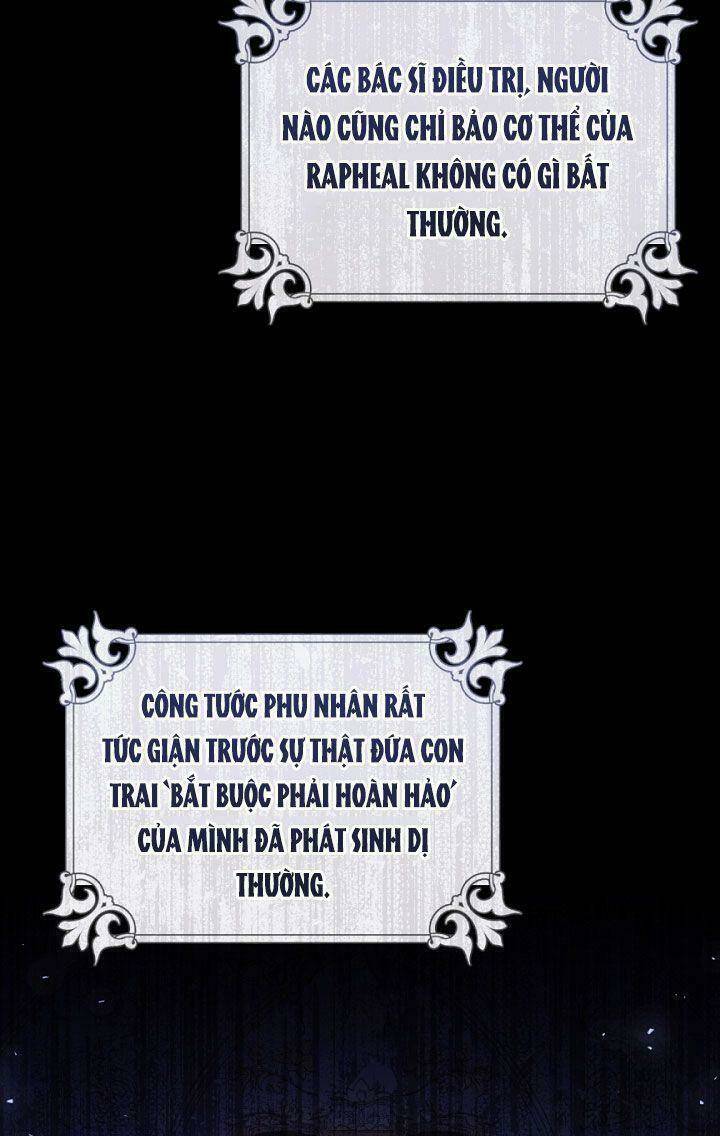 CÁC BÁC SĨ ĐIỀU TRỊ, NGƯỜI
NÀO CŨNG CHỈ BẢO CƠ THỂ CỦA
RAPHEAL KHÔNG CÓ GÌ BẤT
THƯỜNG.
CÔNG TƯỚC PHU NHÂN RẤT
TỨC GIẬN TRƯỚC SỰ THẬT ĐỨA CON
TRAI 'BẮT BUỘC PHẢI HOÀN HẢO'
CỦA MÌNH ĐÃ PHÁT SINH DỊ
THƯỜNG.